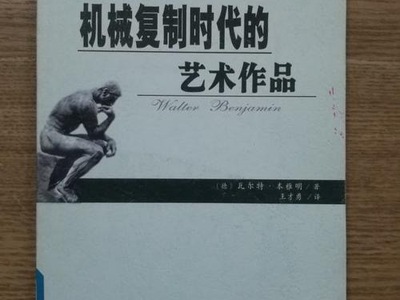 机械复制时代的
艺术作品
Walter Benjamin
〔德〕瓦尔特·本雅明 著
王才勇 译